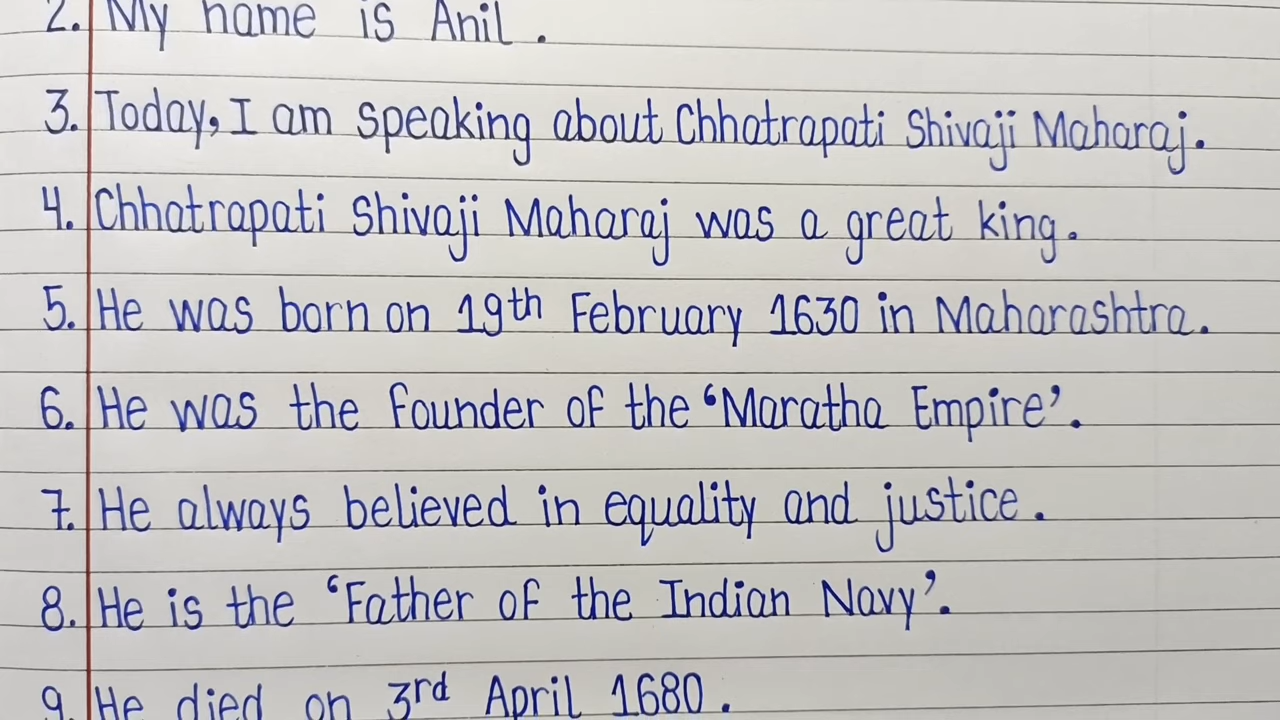 2. My name is Anil.
3. Today, I am speaking about Chhatrapati Shivaji Maharaj.
4. Chhatrapati Shivaji Maharaj was a great king.
5. He was born on 19th February 1630 in Maharashtra.
6. He was the founder of the ‘Maratha Empire’.
7. He always believed in equality and justice.
8. He is the ‘Father of the Indian Navy’.
9. He died on 3rd April 1680.